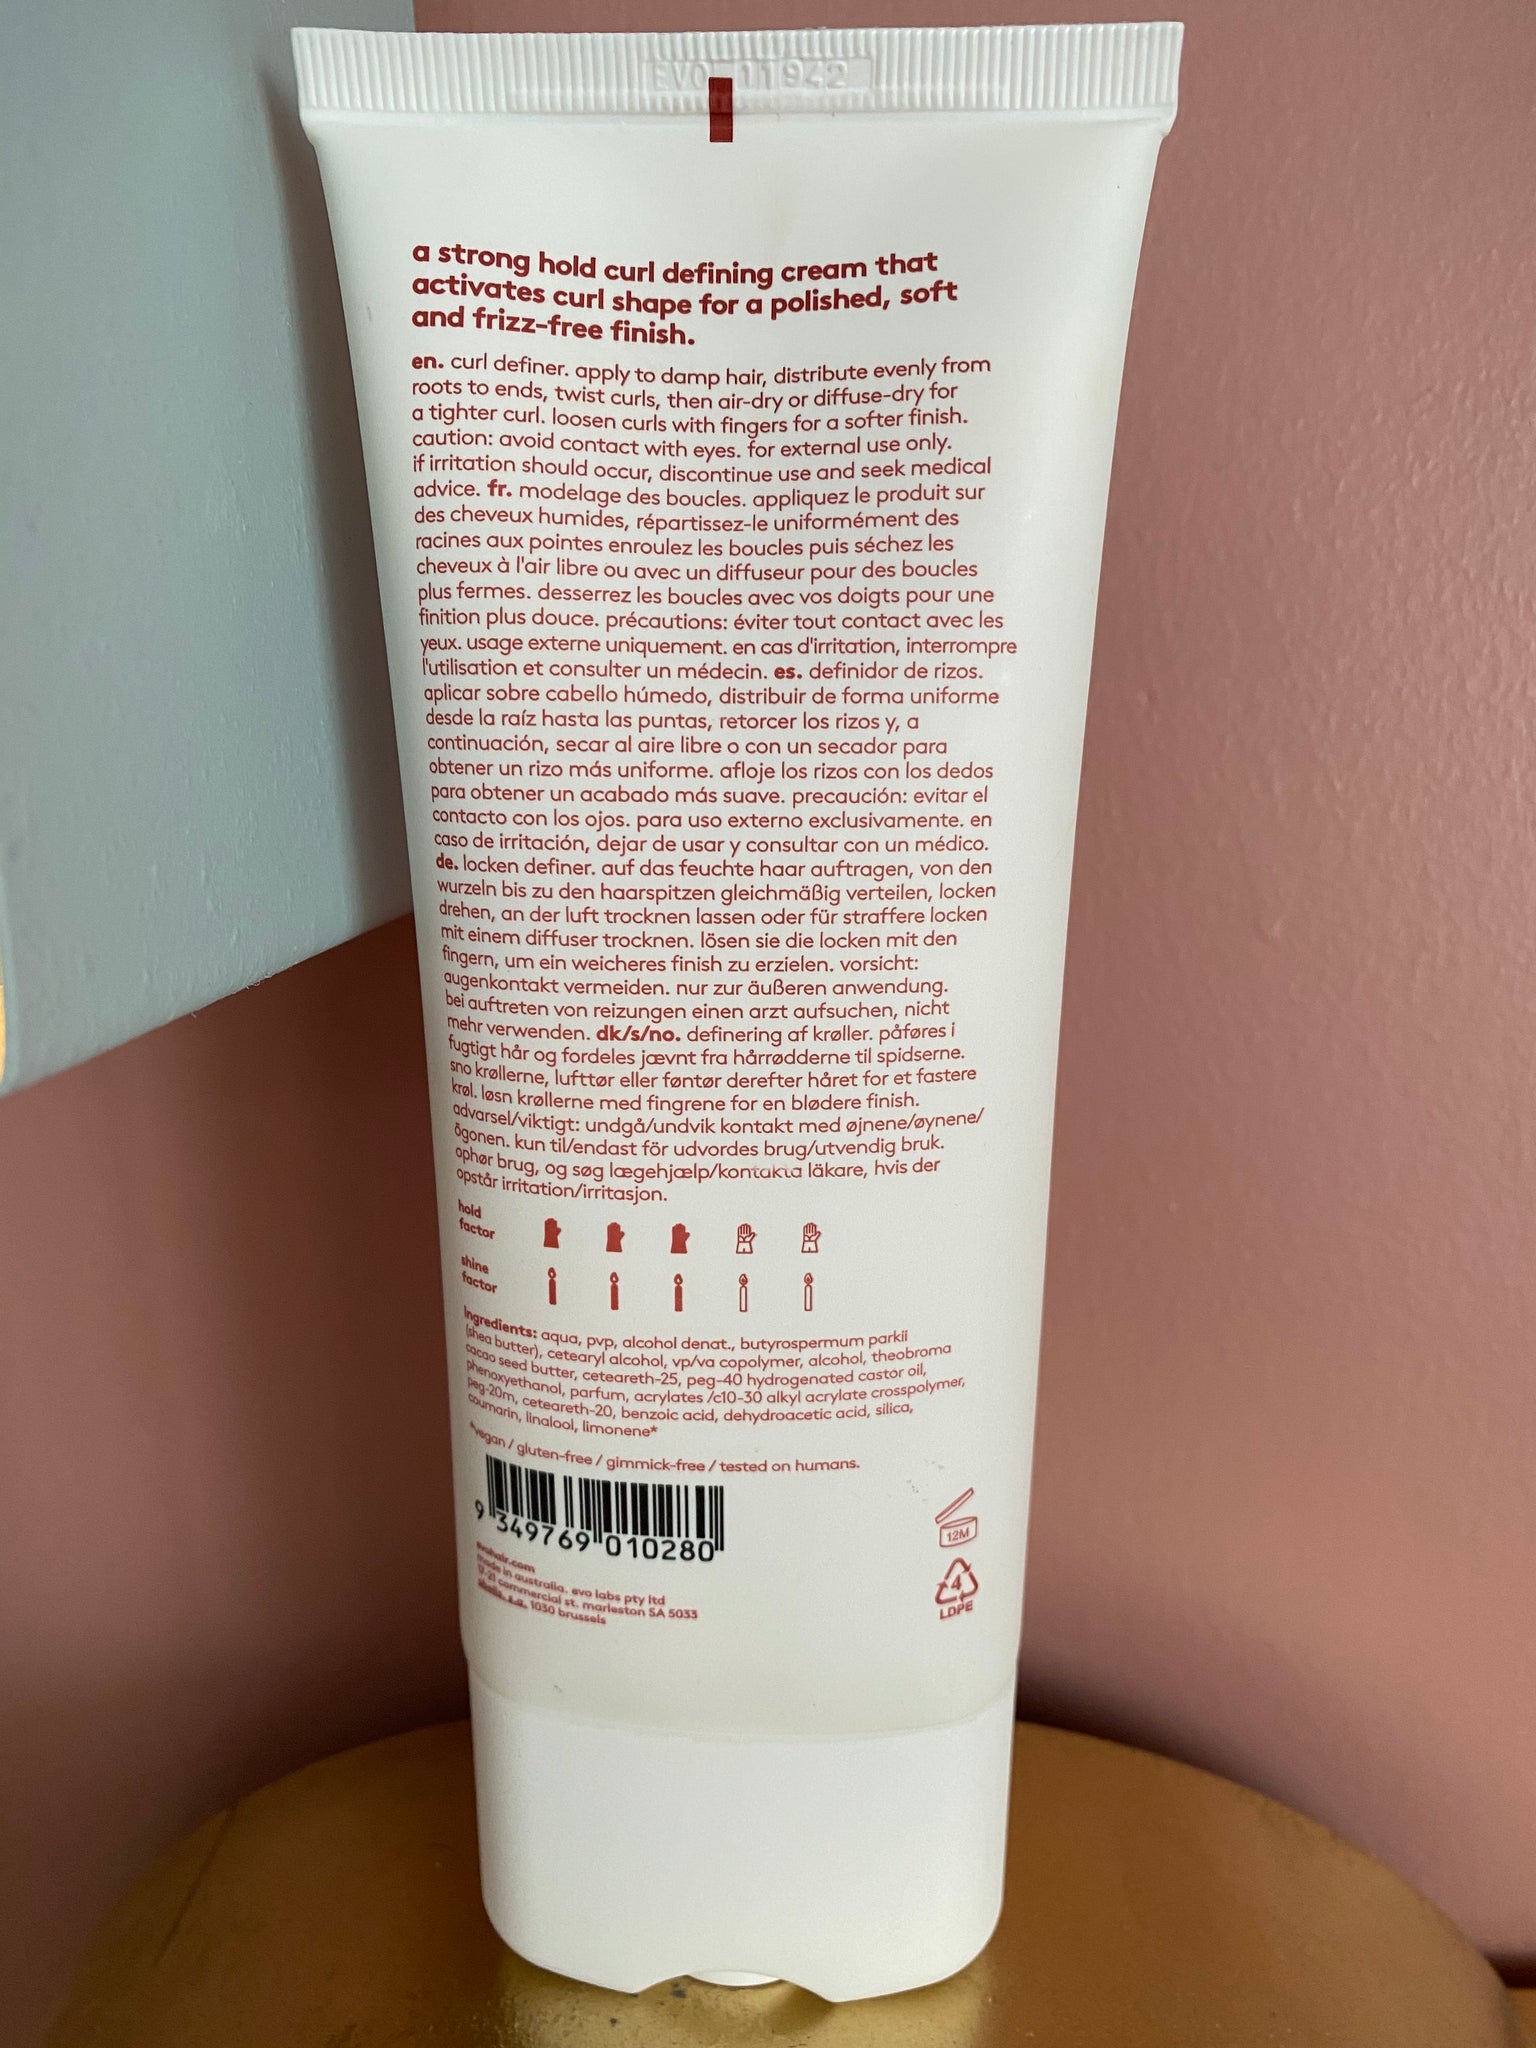 EVO 11942
a strong hold curl defining cream that
activates curl shape for a polished, soft
and frizz-free finish.
en. curl definer. apply to damp hair, distribute evenly from
roots to ends, twist curls, then air-dry or diffuse-dry for
a tighter curl. loosen curls with fingers for a softer finish.
caution: avoid contact with eyes. for external use only.
if irritation should occur, discontinue use and seek medical
advice. fr. modelage des boucles. appliquez le produit sur
des cheveux humides, répartissez-le uniformément des
racines aux pointes enroulez les boucles puis séchez les
cheveux à l'air libre ou avec un diffuseur pour des boucles
plus fermes. desserrez les boucles avec vos doigts pour une
finition plus douce. précautions: éviter tout contact avec les
yeux. usage externe uniquement. en cas d'irritation, interrompre
l'utilisation et consulter un médecin. es. definidor de rizos.
aplicar sobre cabello húmedo, distribuir de forma uniforme
desde la raíz hasta las puntas, retorcer los rizos y, a
continuación, secar al aire libre o con un secador para
obtener un rizo más uniforme. afloje los rizos con los dedos
para obtener un acabado más suave. precaución: evitar el
contacto con los ojos. para uso externo exclusivamente. en
caso de irritación, dejar de usar y consultar con un médico.
de. locken definer. auf das feuchte haar auftragen, von den
wurzeln bis zu den haarspitzen gleichmäßig verteilen, locken
drehen, an der luft trocknen lassen oder für straffere locken
mit einem diffuser trocknen. lösen sie die locken mit den
fingern, um ein weicheres finish zu erzielen. vorsicht:
augenkontakt vermeiden. nur zur äußeren anwendung.
bei auftreten von reizungen einen arzt aufsuchen, nicht
mehr verwenden. dk/s/no. definering af krøller. påføres i
fugtigt hår og fordeles jævnt fra hårrødderne til spidserne.
sno krøllerne, lufttør eller føntør derefter håret for et fastere
krøl. løsn krøllerne med fingrene for en blødere finish.
advarsel/viktigt: undgå/undvik kontakt med øjnene/øynene/
ögonen. kun til/endast för udvordes brug/utvendig bruk.
ophør brug, og søg lægehjælp/kontakta läkare, hvis der
opstår irritation/irritasjon.
hold
factor
shine
factor
Ingredients: aqua, pvp, alcohol denat., butyrospermum parkii
(shea butter), cetearyl alcohol, vp/va copolymer, alcohol, theobroma
cacao seed butter, ceteareth-25, peg-40 hydrogenated castor oil,
phenoxyethanol, parfum, acrylates /c10-30 alkyl acrylate crosspolymer,
peg-20m, ceteareth-20, benzoic acid, dehydroacetic acid, silica,
coumarin, linalool, limonene*
*vegan / gluten-free / gimmick-free / tested on humans.
9 349769 010280
12M
evohair.com
made in australia. evo labs pty ltd
17-21 commercial st. marleston SA 5033
s.a. 1030 brussels
4
LDPE